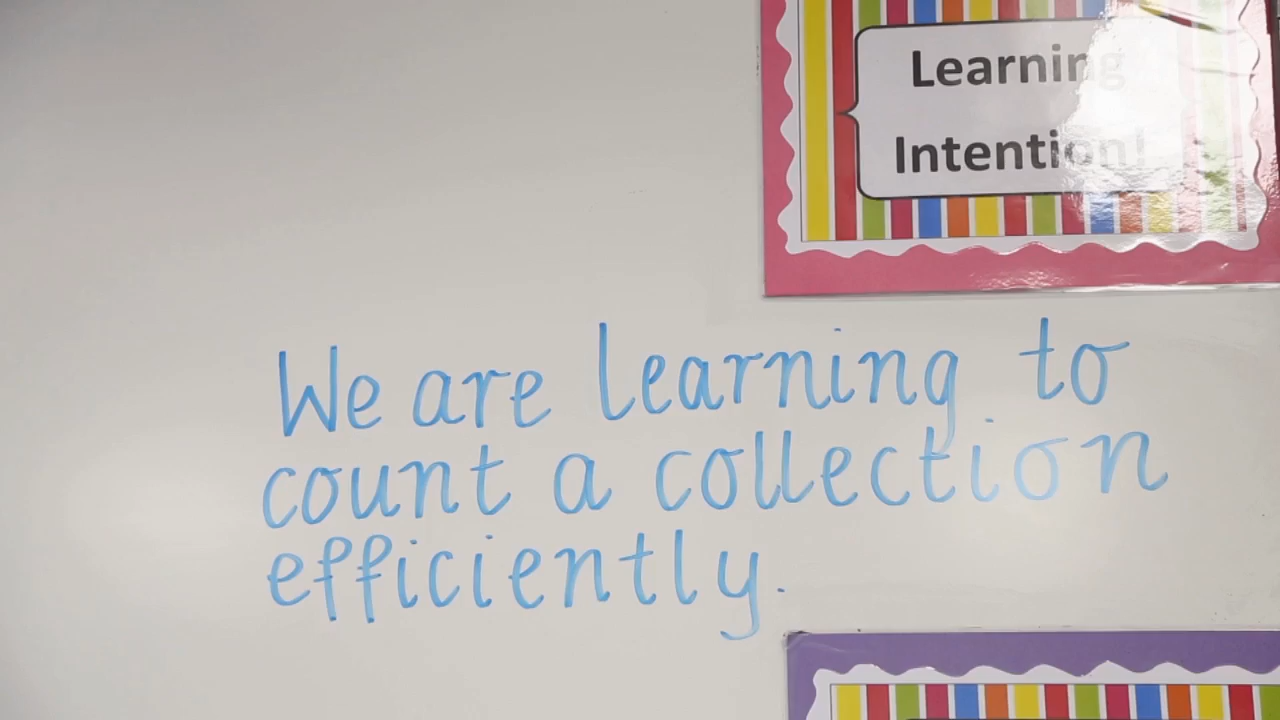 Learning
Intention!
We are learning to
count a collection
efficiently.